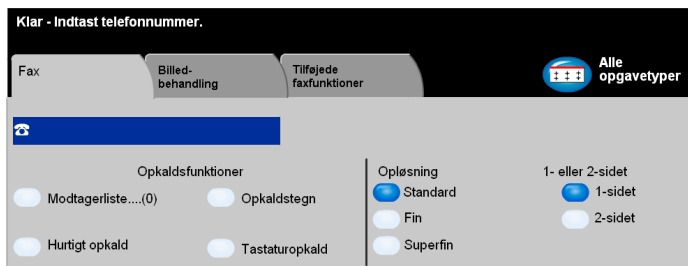 Klar - Indtast telefonnummer.
Fax
Billed-
behandling
Tilføjede
faxfunktioner
Alle
opgavetyper
Opkaldsfunktioner
Modtagerliste....(0)
Opkaldstegn
Hurtigt opkald
Tastaturopkald
Opløsning
Standard
Fin
Superfin
1- eller 2-sidet
1-sidet
2-sidet